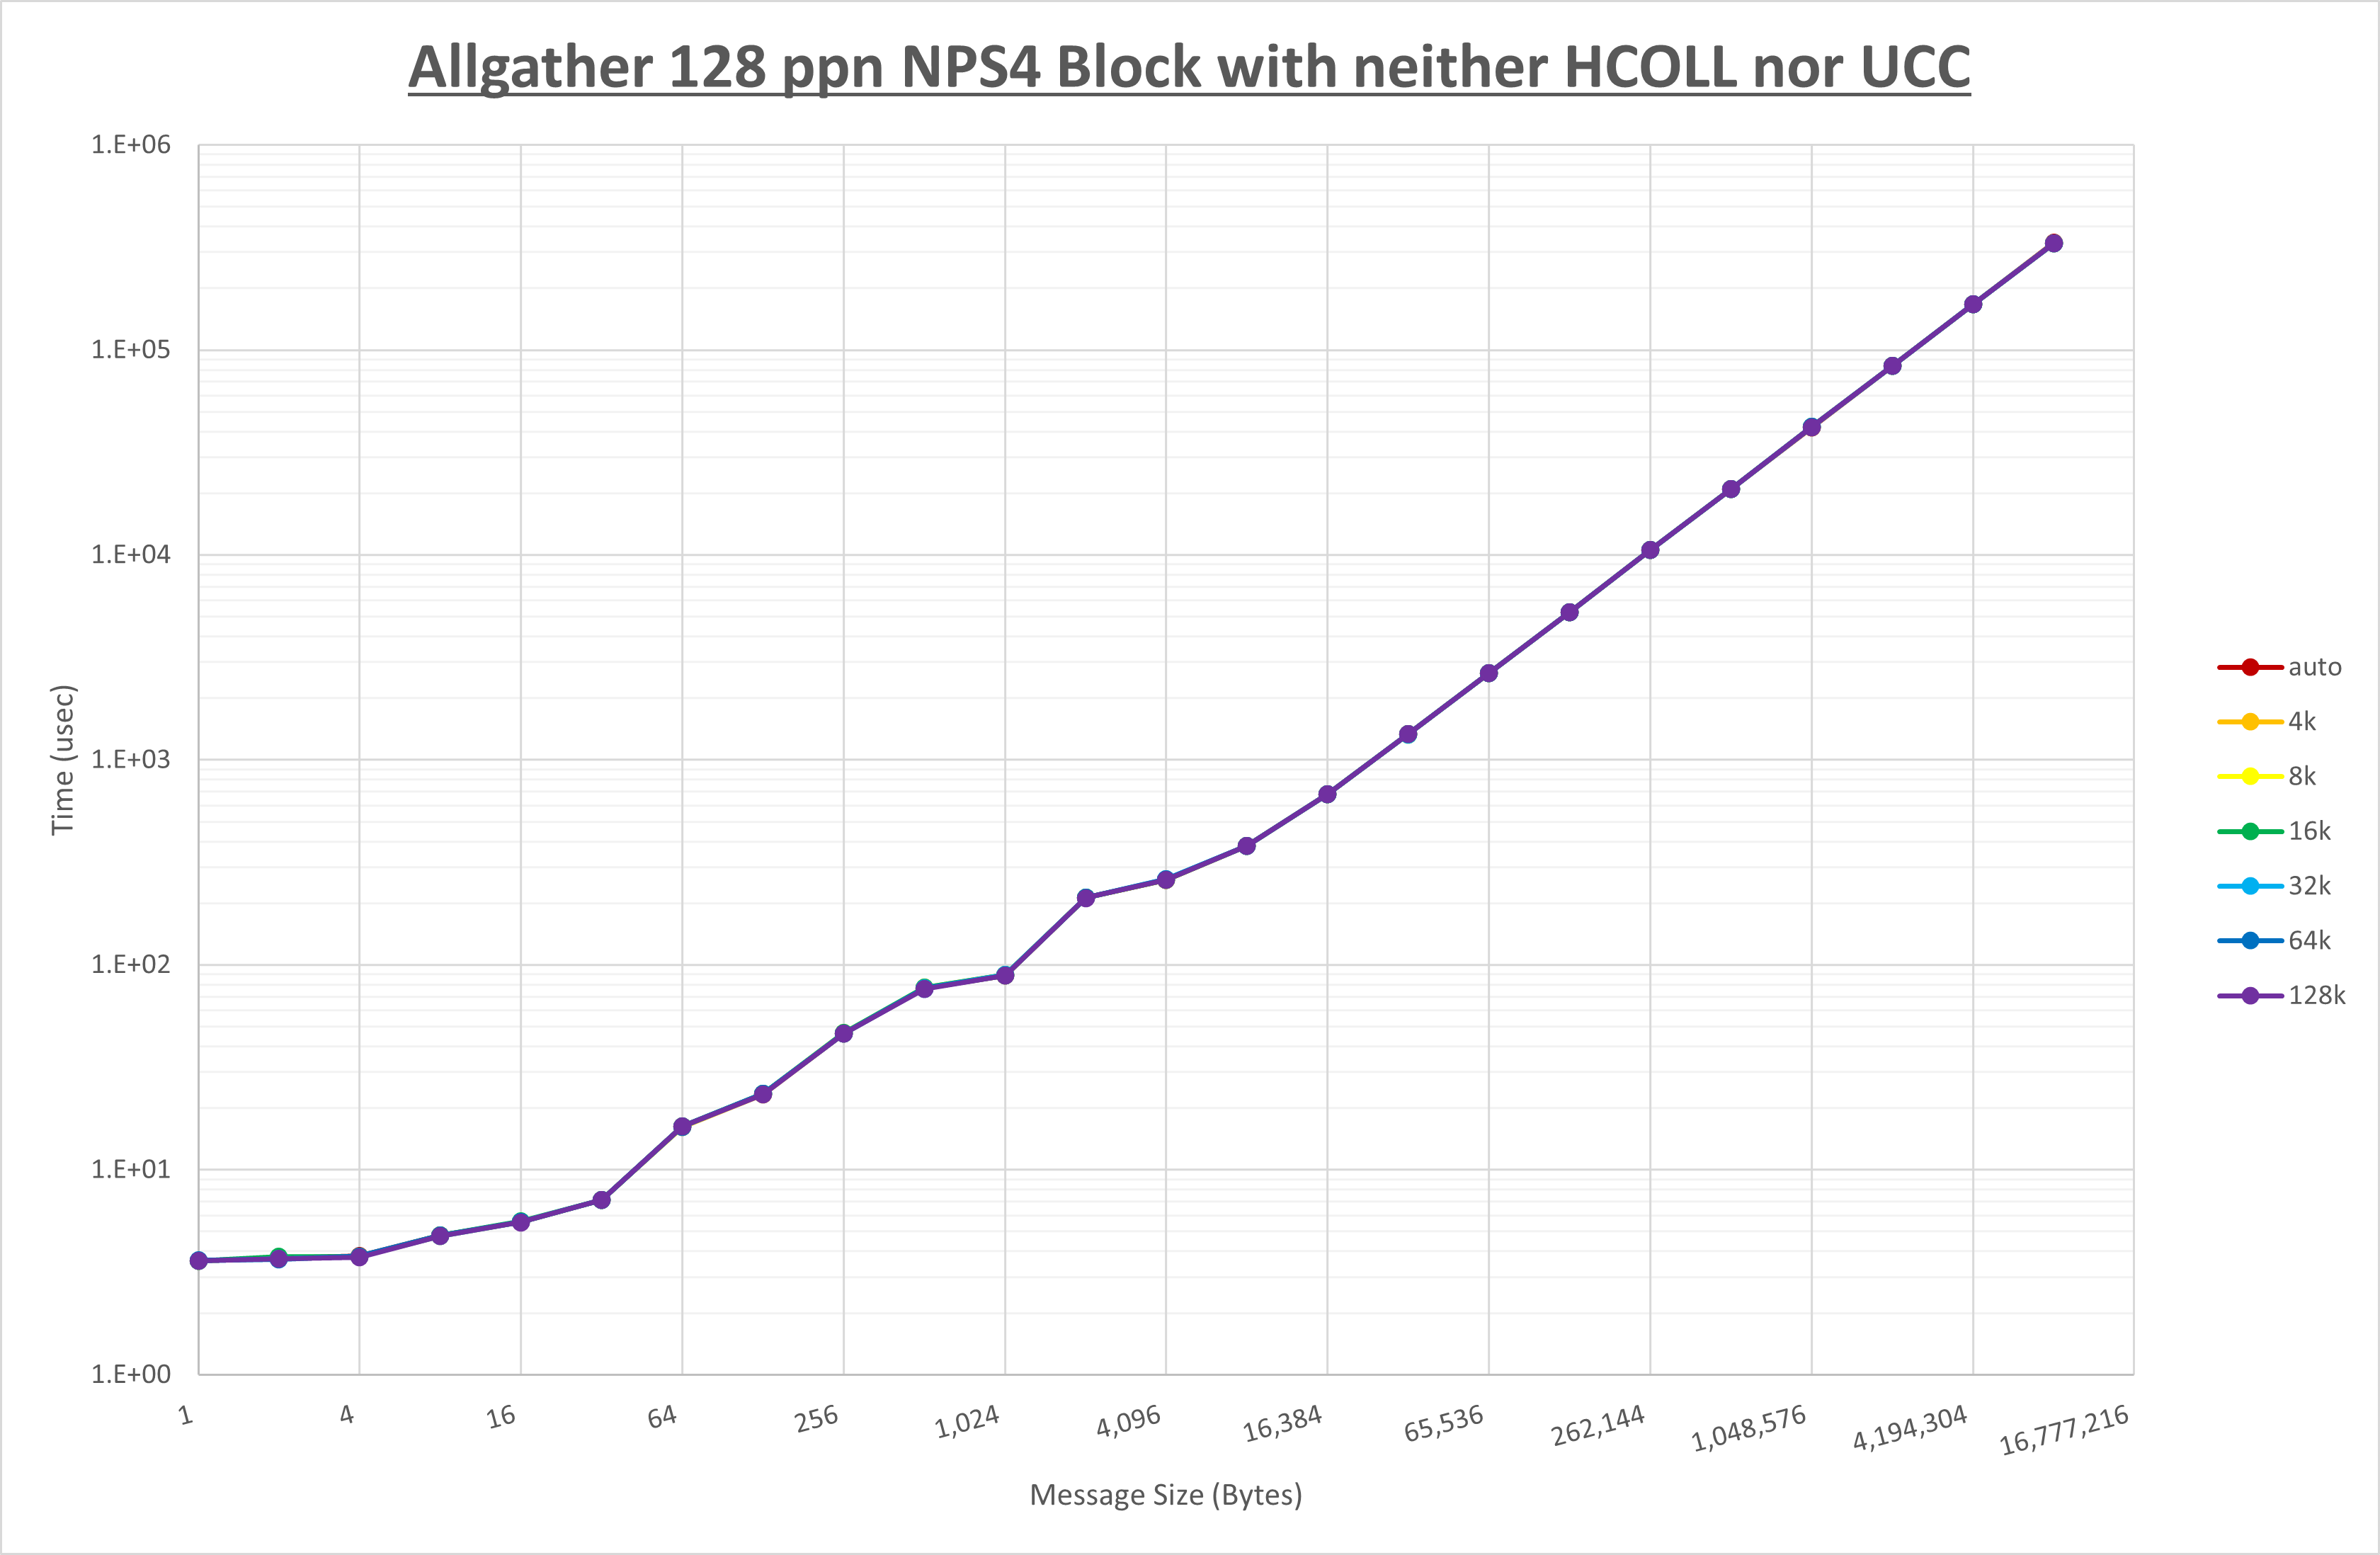 Allgather 128 ppn NPS4 Block with neither HCOLL nor UCC
1.E+06
1.E+05
1.E+04
1.E+03
1.E+02
1.E+01
1.E+00
Time (usec)
1 4 16 64 256 1,024 4,096 16,384 65,536 262,144 1,048,576 4,194,304 16,777,216
Message Size (Bytes)
auto
4k
8k
16k
32k
64k
128k